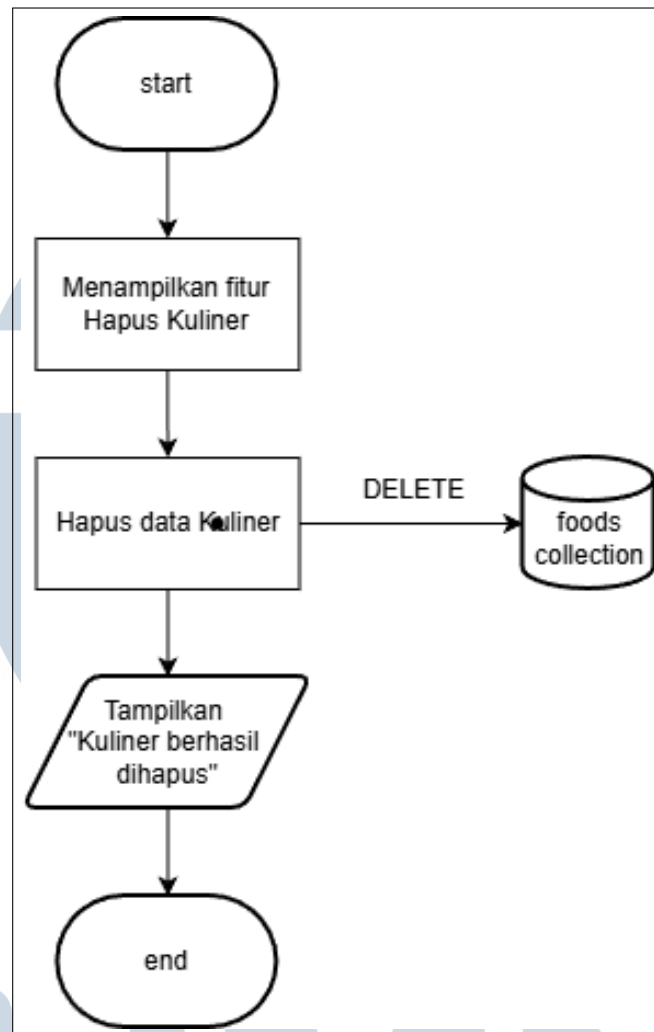 start
Menampilkan fitur
Hapus Kuliner
Hapus data Kuliner
DELETE
foods
collection
Tampilkan
"Kuliner berhasil
dihapus"
end